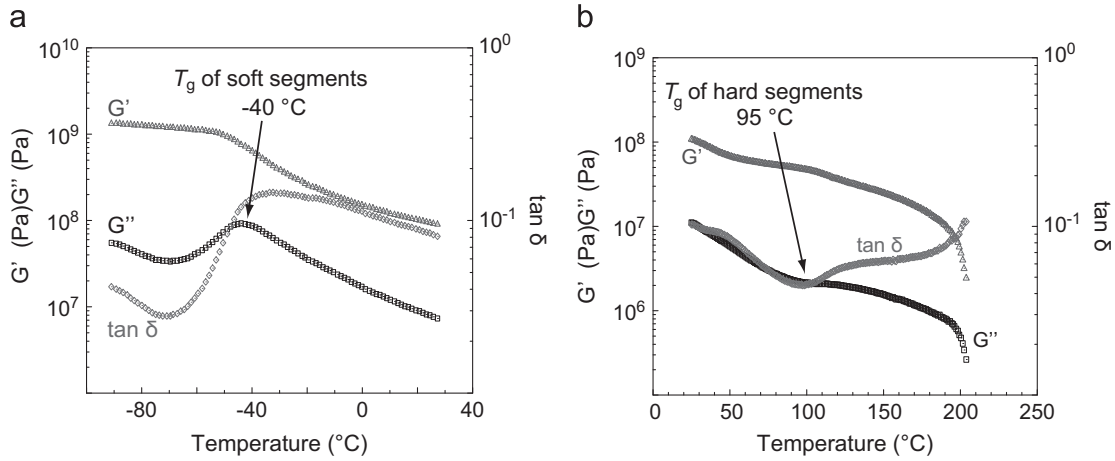 a
10^10
10^9
10^8
10^7
G’ (Pa)G’’ (Pa)
10^0
10^-1
tan δ
T_g of soft segments
-40 °C
G’
G’’
tan δ
-80
-40
0
40
Temperature (°C)
b
10^9
10^8
10^7
10^6
G’ (Pa)G’’ (Pa)
10^0
10^-1
tan δ
T_g of hard segments
95 °C
G’
tan δ
G’’
0
50
100
150
200
250
Temperature (°C)